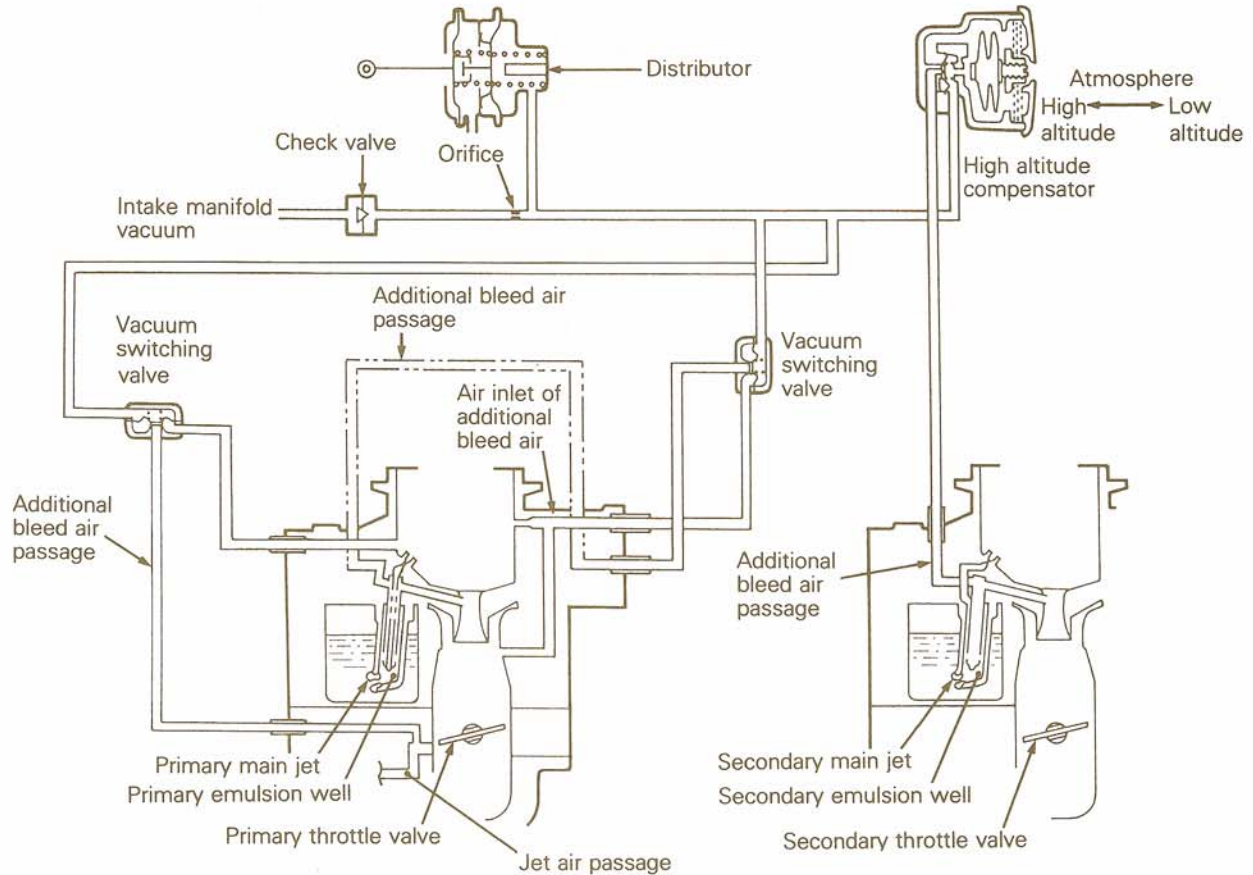 Distributor
Atmosphere
High
altitude
Low
altitude
Check valve
Orifice
High altitude
compensator
Intake manifold
vacuum
Additional bleed air
passage
Vacuum
switching
valve
Vacuum
switching
valve
Air inlet of
additional
bleed air
Additional
bleed air
passage
Additional
bleed air
passage
Primary main jet
Primary emulsion well
Primary throttle valve
Jet air passage
Secondary main jet
Secondary emulsion well
Secondary throttle valve